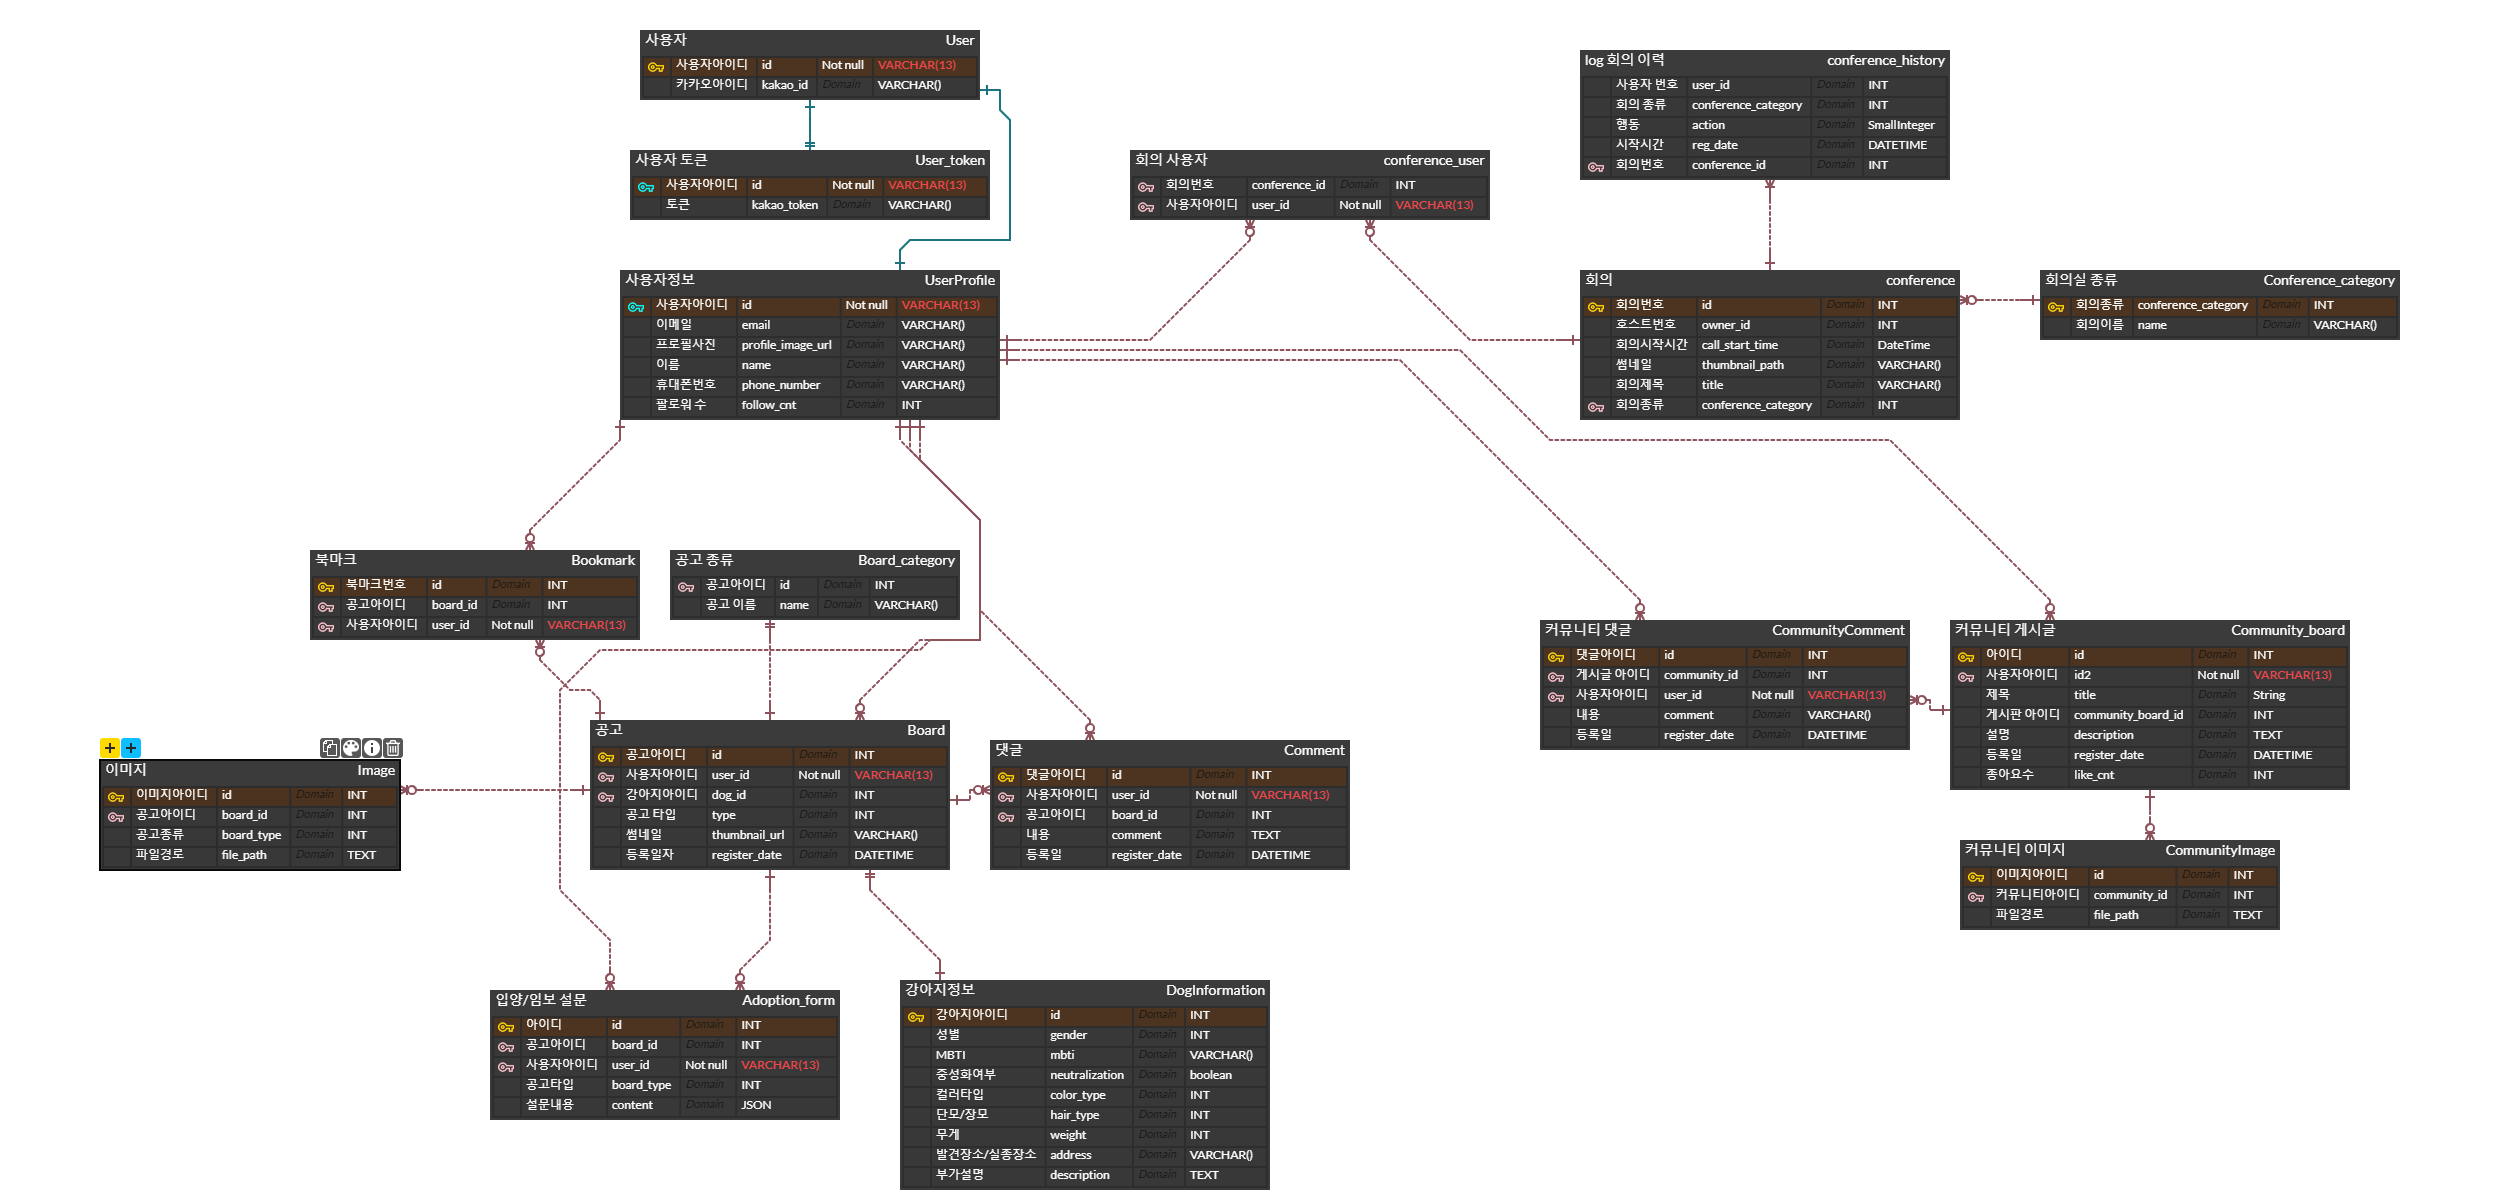 사용자 User
사용자아이디 id Not null VARCHAR(13)
카카오아이디 kakao_id Domain VARCHAR()
사용자 토큰 User_token
사용자아이디 id Not null VARCHAR(13)
토큰 kakao_token Domain VARCHAR()
회의 사용자 conference_user
회의번호 conference_id Domain INT
사용자아이디 user_id Not null VARCHAR(13)
log 회의 이력 conference_history
사용자 번호 user_id Domain INT
회의 종류 conference_category Domain INT
행동 action Domain SmallInteger
시작시간 reg_date Domain DATETIME
회의번호 conference_id Domain INT
사용자정보 UserProfile
사용자아이디 id Not null VARCHAR(13)
이메일 email Domain VARCHAR()
프로필사진 profile_image_url Domain VARCHAR()
이름 name Domain VARCHAR()
휴대폰번호 phone_number Domain VARCHAR()
팔로워 수 follow_cnt Domain INT
회의 conference
회의번호 id Domain INT
호스트번호 owner_id Domain INT
회의시작시간 call_start_time Domain DateTime
썸네일 thumbnail_path Domain VARCHAR()
회의제목 title Domain VARCHAR()
회의종류 conference_category Domain INT
회의실 종류 Conference_category
회의종류 conference_category Domain INT
회의이름 name Domain VARCHAR()
북마크 Bookmark
북마크번호 id Domain INT
공고아이디 board_id Domain INT
사용자아이디 user_id Not null VARCHAR(13)
공고 종류 Board_category
공고아이디 id Domain INT
공고 이름 name Domain VARCHAR()
커뮤니티 댓글 CommunityComment
댓글아이디 id Domain INT
게시글 아이디 community_id Domain INT
사용자아이디 user_id Not null VARCHAR(13)
내용 comment Domain VARCHAR()
등록일 register_date Domain DATETIME
커뮤니티 게시글 Community_board
아이디 id Domain INT
사용자아이디 id2 Not null VARCHAR(13)
제목 title Domain String
게시판 아이디 community_board_id Domain INT
설명 description Domain TEXT
등록일 register_date Domain DATETIME
좋아요수 like_cnt Domain INT
이미지 Image
이미지아이디 id Domain INT
공고아이디 board_id Domain INT
공고종류 board_type Domain INT
파일경로 file_path Domain TEXT
공고 Board
공고아이디 id Domain INT
사용자아이디 user_id Not null VARCHAR(13)
강아지아이디 dog_id Domain INT
공고 타입 type Domain INT
썸네일 thumbnail_url Domain VARCHAR()
등록일자 register_date Domain DATETIME
댓글 Comment
댓글아이디 id Domain INT
사용자아이디 user_id Not null VARCHAR(13)
공고아이디 board_id Domain INT
내용 comment Domain TEXT
등록일 register_date Domain DATETIME
커뮤니티 이미지 CommunityImage
이미지아이디 id Domain INT
커뮤니티아이디 community_id Domain INT
파일경로 file_path Domain TEXT
입양/임보 설문 Adoption_form
아이디 id Domain INT
공고아이디 board_id Domain INT
사용자아이디 user_id Not null VARCHAR(13)
공고타입 board_type Domain INT
설문내용 content Domain JSON
강아지정보 DogInformation
강아지아이디 id Domain INT
성별 gender Domain INT
MBTI mbti Domain VARCHAR()
중성화여부 neutralization Domain boolean
컬러타입 color_type Domain INT
단모/장모 hair_type Domain INT
무게 weight Domain INT
발견장소/실종장소 address Domain VARCHAR()
부가설명 description Domain TEXT